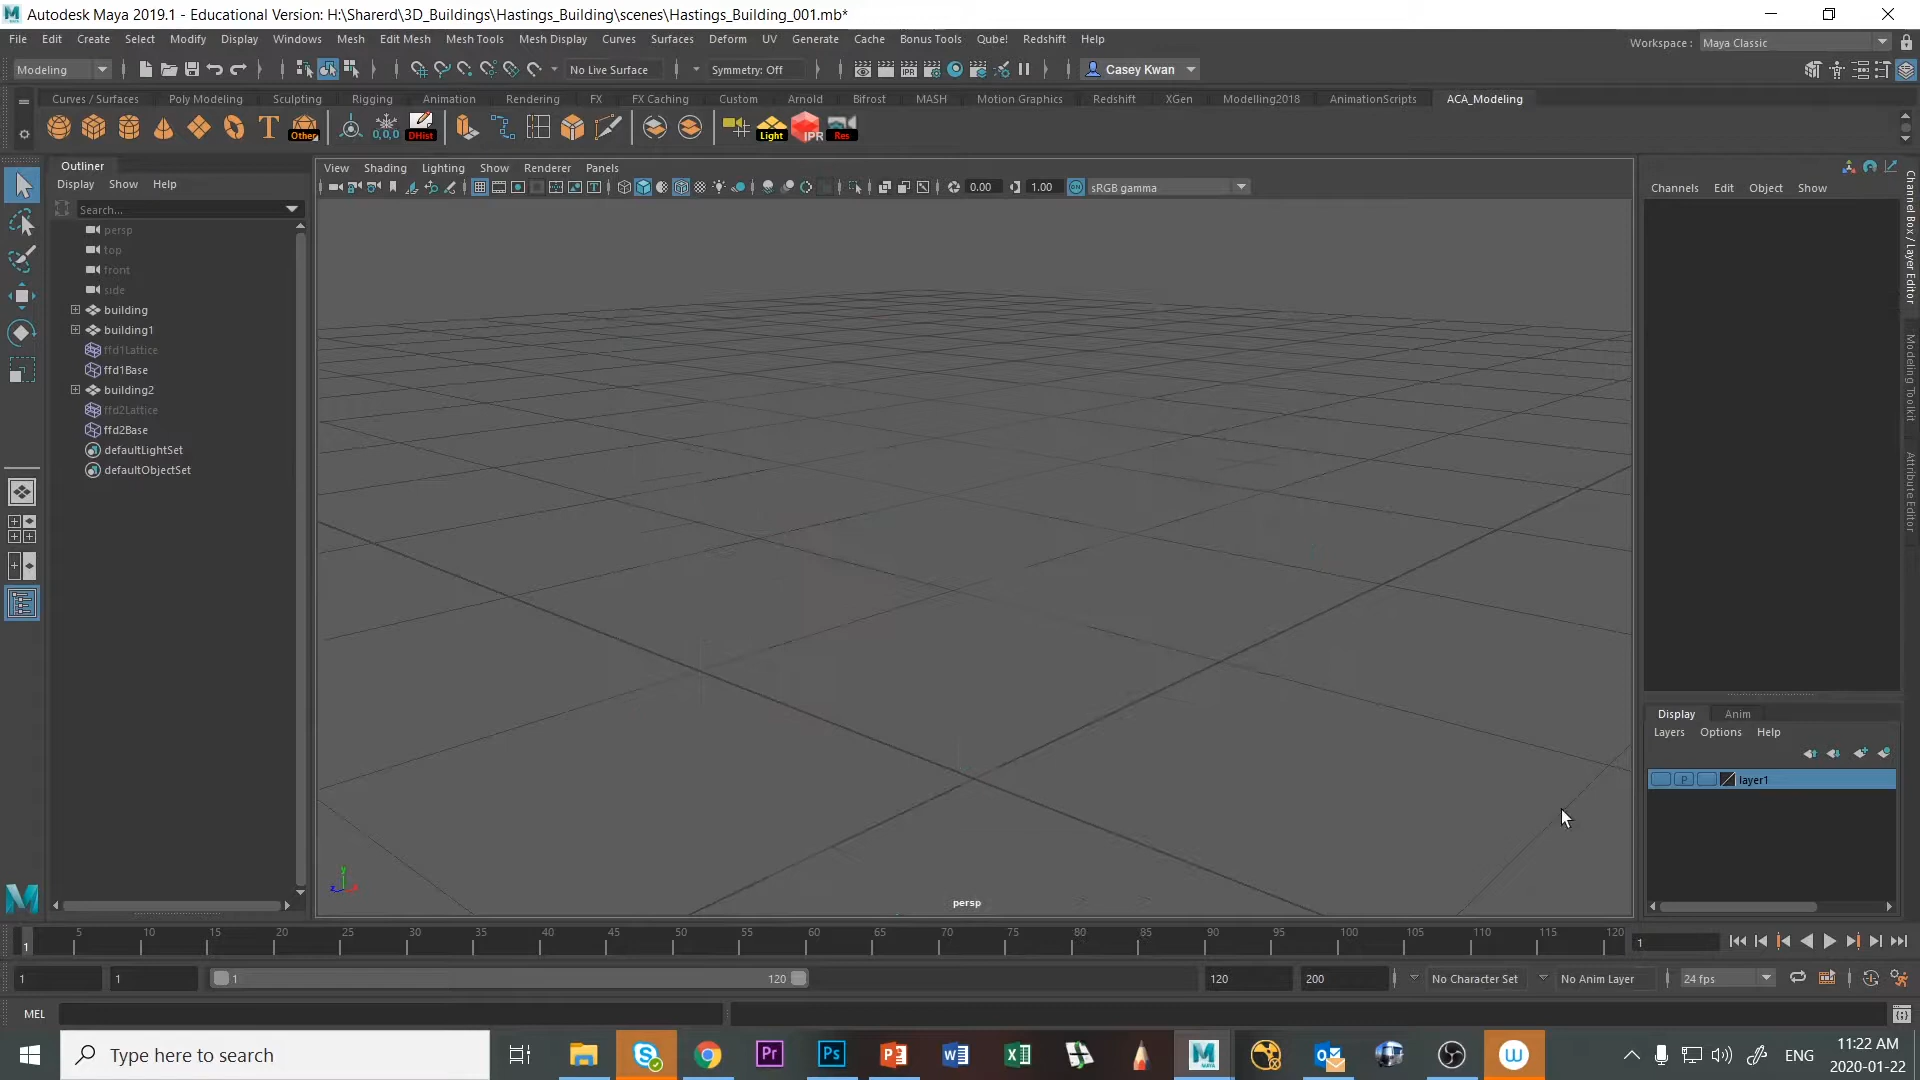 Autodesk Maya 2019.1 - Educational Version: H:\Sharerd\3D_Buildings\Hastings_Building\scenes\Hastings_Building_001.mb*
File Edit Create Select Modify Display Windows Mesh Edit Mesh Mesh Tools Mesh Display Curves Surfaces Deform UV Generate Cache Bonus Tools Qube! Redshift Help
Workspace : Maya Classic
Modeling No Live Surface Symmetry: Off IPR Casey Kwan
Curves / Surfaces Poly Modeling Sculpting Rigging Animation Rendering FX FX Caching Custom Arnold Bifrost MASH Motion Graphics Redshift XGen Modelling2018 AnimationScripts ACA_Modeling
T Other 0,0,0 DHist Light IPR Res
Outliner
Display Show Help
Search...
persp
top
front
side
building
building1
ffd1Lattice
ffd1Base
building2
ffd2Lattice
ffd2Base
defaultLightSet
defaultObjectSet
View Shading Lighting Show Renderer Panels
0.00 1.00 ON sRGB gamma
y
z x
persp
Channels Edit Object Show
Channel Box / Layer Editor
Modeling Toolkit
Attribute Editor
Display Anim
Layers Options Help
P layer1
1 5 10 15 20 25 30 35 40 45 50 55 60 65 70 75 80 85 90 95 100 105 110 115 120 1
1 1 1 120 120 200 No Character Set No Anim Layer 24 fps
MEL
Type here to search
ENG
11:22 AM
2020-01-22